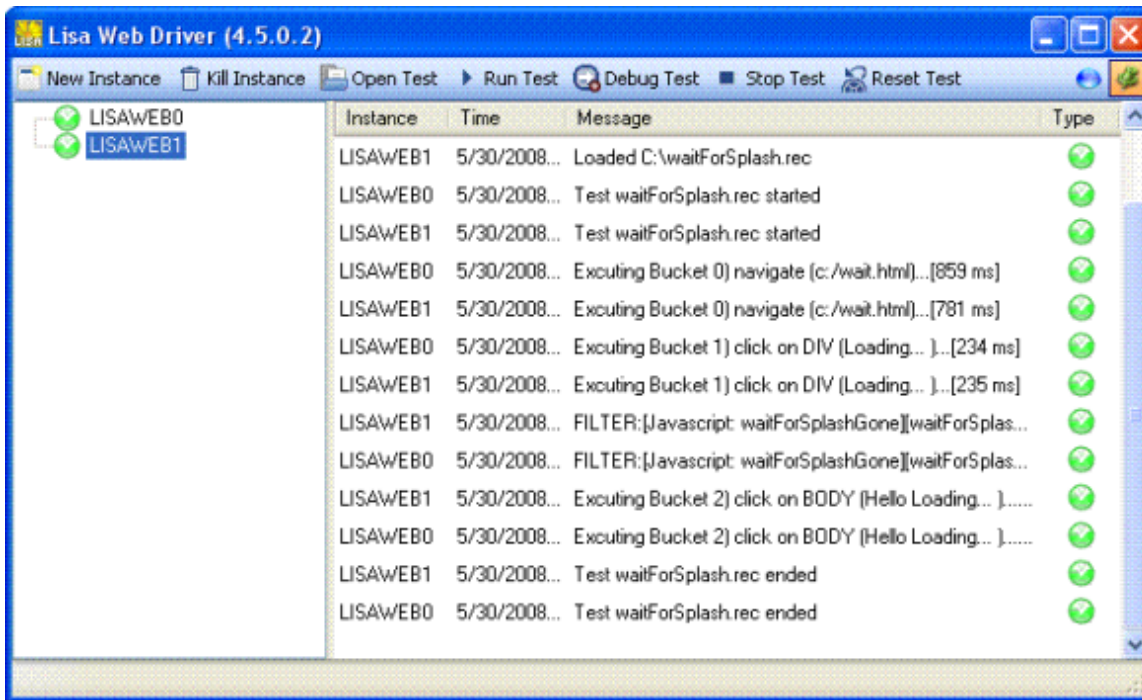 Lisa Web Driver (4.5.0.2)
New Instance Kill Instance Open Test Run Test Debug Test Stop Test Reset Test
LISAWEB0
LISAWEB1
Instance Time Message Type
LISAWEB1 5/30/2008... Loaded C:\waitForSplash.rec
LISAWEB0 5/30/2008... Test waitForSplash.rec started
LISAWEB1 5/30/2008... Test waitForSplash.rec started
LISAWEB0 5/30/2008... Excuting Bucket 0) navigate (c:/wait.html)...[859 ms]
LISAWEB1 5/30/2008... Excuting Bucket 0) navigate (c:/wait.html)...[781 ms]
LISAWEB0 5/30/2008... Excuting Bucket 1) click on DIV (Loading... )...[234 ms]
LISAWEB1 5/30/2008... Excuting Bucket 1) click on DIV (Loading... )...[235 ms]
LISAWEB1 5/30/2008... FILTER:[Javascript: waitForSplashGone][waitForSplas...
LISAWEB0 5/30/2008... FILTER:[Javascript: waitForSplashGone][waitForSplas...
LISAWEB1 5/30/2008... Excuting Bucket 2) click on BODY (Hello Loading... )......
LISAWEB0 5/30/2008... Excuting Bucket 2) click on BODY (Hello Loading... )......
LISAWEB1 5/30/2008... Test waitForSplash.rec ended
LISAWEB0 5/30/2008... Test waitForSplash.rec ended